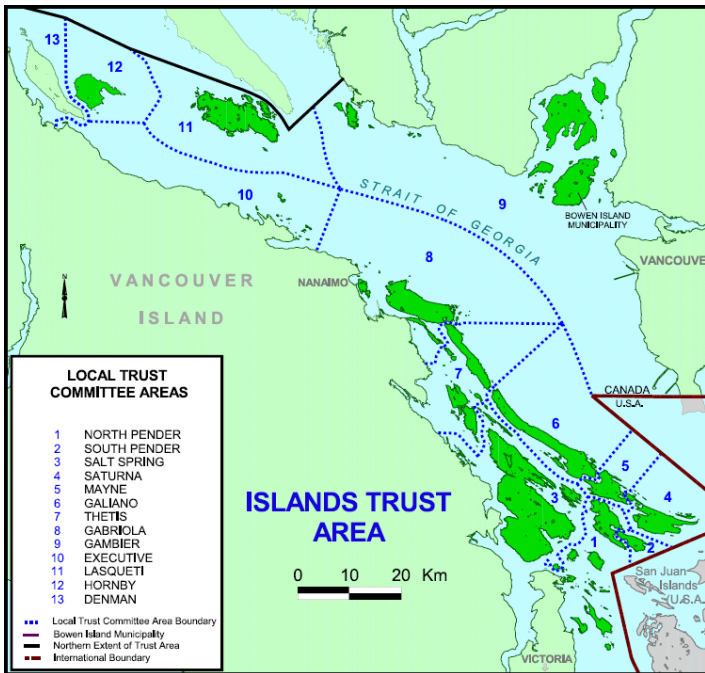 13
12
11
10
9
STRAIT OF GEORGIA
BOWEN ISLAND
MUNICIPALITY
8
VANCOUVE
NANAIMO
VANCOUVER
ISLAND
N
7
CANADA
U.S.A.
6
5
4
3
1
2
LOCAL TRUST
COMMITTEE AREAS
1 NORTH PENDER
2 SOUTH PENDER
3 SALT SPRING
4 SATURNA
5 MAYNE
6 GALIANO
7 THETIS
8 GABRIOLA
9 GAMBIER
10 EXECUTIVE
11 LASQUETI
12 HORNBY
13 DENMAN
Local Trust Committee Area Boundary
Bowen Island Municipality
Northern Extent of Trust Area
International Boundary
ISLANDS TRUST
AREA
0 10 20 Km
San Juan
Islands
(U.S.A.
VICTORIA